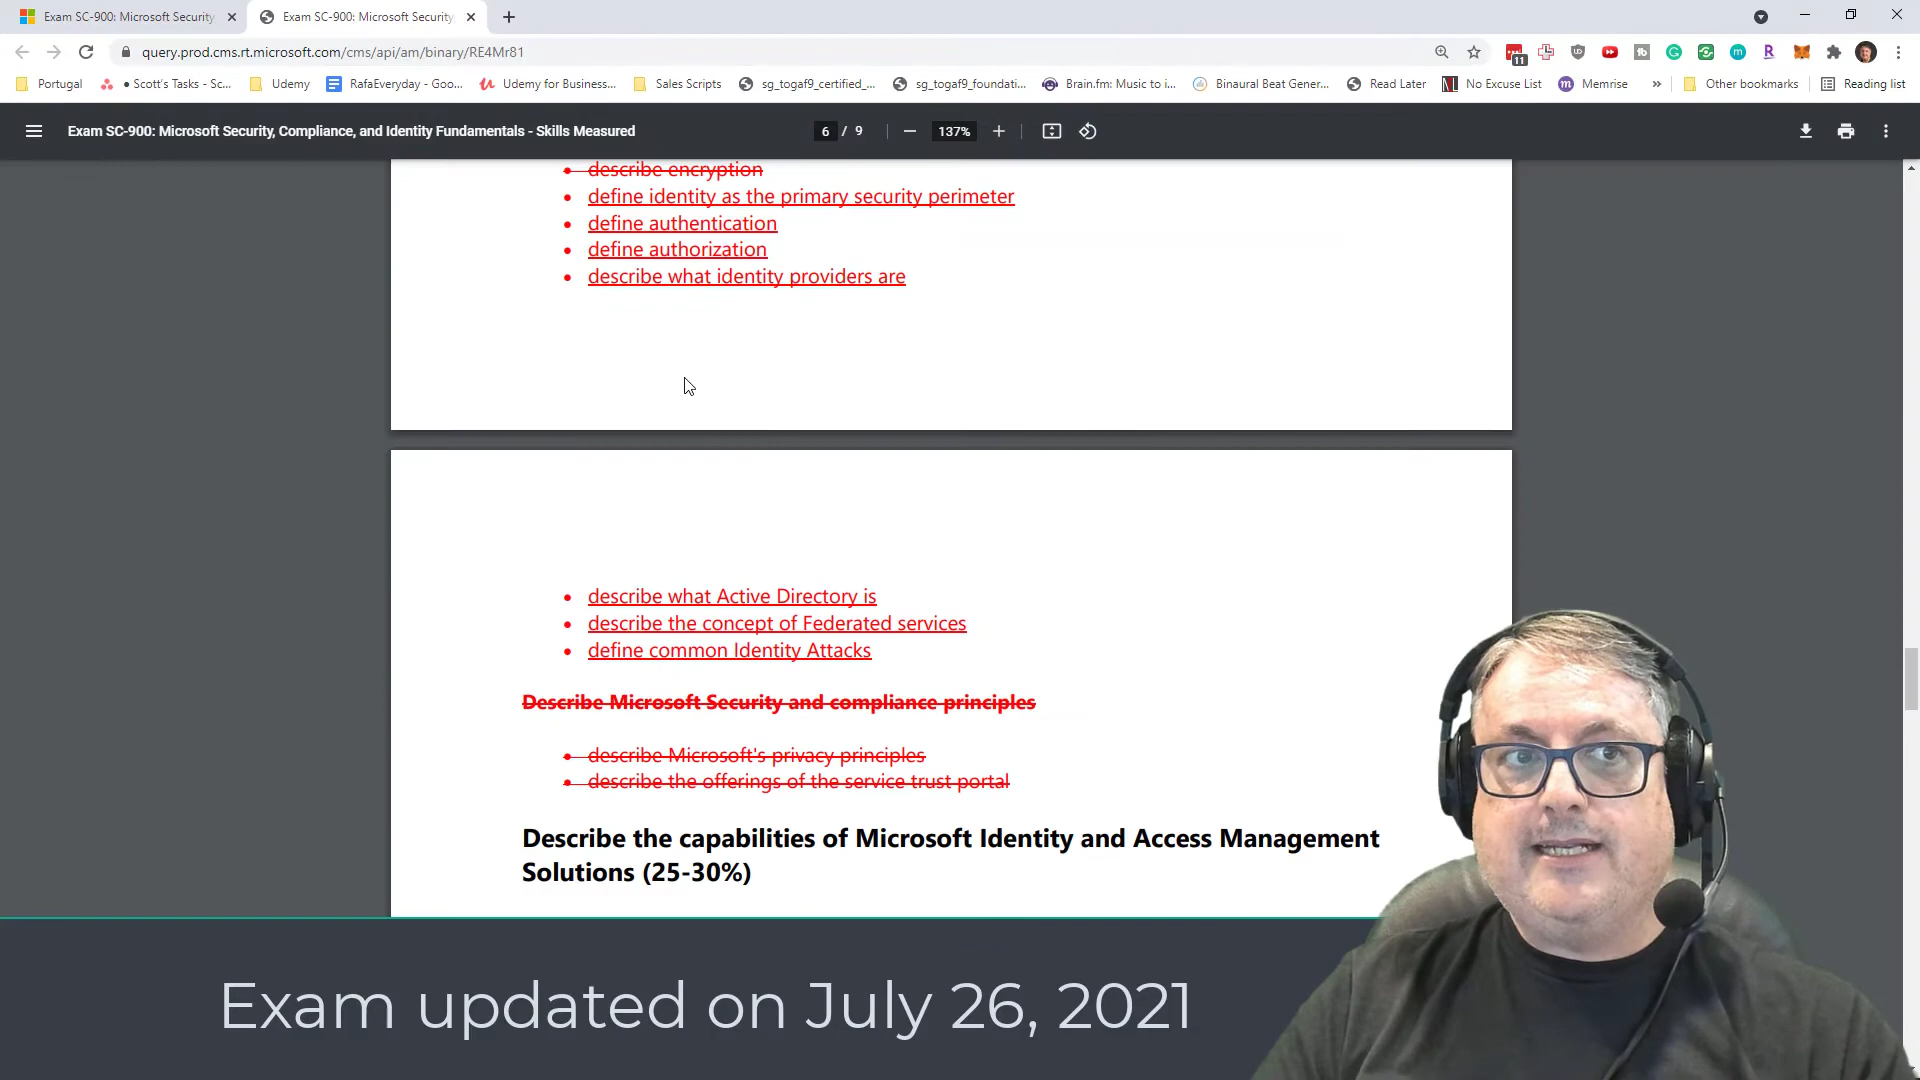 Exam SC-900: Microsoft Security
Exam SC-900: Microsoft Security,
query.prod.cms.rt.microsoft.com/cms/api/am/binary/RE4Mr81
11
Portugal
• Scott's Tasks - Sc...
Udemy
RafaEveryday - Goo...
Udemy for Business...
Sales Scripts
sg_togaf9_certified_...
sg_togaf9_foundati...
Brain.fm: Music to i...
Binaural Beat Gener...
Read Later
No Excuse List
Memrise
»
Other bookmarks
Reading list
Exam SC-900: Microsoft Security, Compliance, and Identity Fundamentals - Skills Measured
6 / 9
137%
• describe encryption
• define identity as the primary security perimeter
• define authentication
• define authorization
• describe what identity providers are
• describe what Active Directory is
• describe the concept of Federated services
• define common Identity Attacks
Describe Microsoft Security and compliance principles
• describe Microsoft's privacy principles
• describe the offerings of the service trust portal
Describe the capabilities of Microsoft Identity and Access Management
Solutions (25-30%)
Exam updated on July 26, 2021